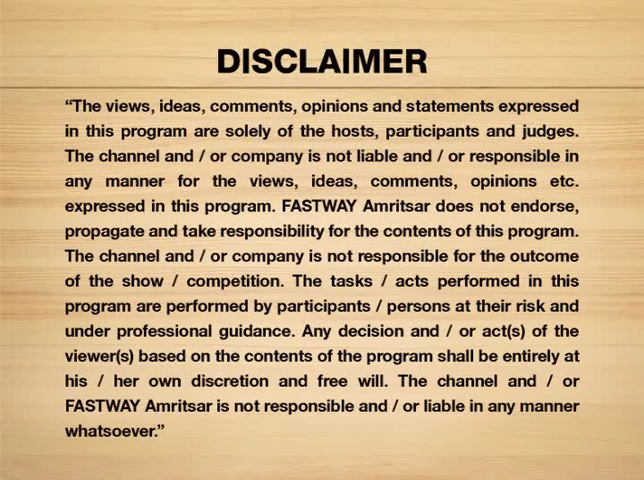 DISCLAIMER
“The views, ideas, comments, opinions and statements expressed
in this program are solely of the hosts, participants and judges.
The channel and / or company is not liable and / or responsible in
any manner for the views, ideas, comments, opinions etc.
expressed in this program. FASTWAY Amritsar does not endorse,
propagate and take responsibility for the contents of this program.
The channel and / or company is not responsible for the outcome
of the show / competition. The tasks / acts performed in this
program are performed by participants / persons at their risk and
under professional guidance. Any decision and / or act(s) of the
viewer(s) based on the contents of the program shall be entirely at
his / her own discretion and free will. The channel and / or
FASTWAY Amritsar is not responsible and / or liable in any manner
whatsoever.”